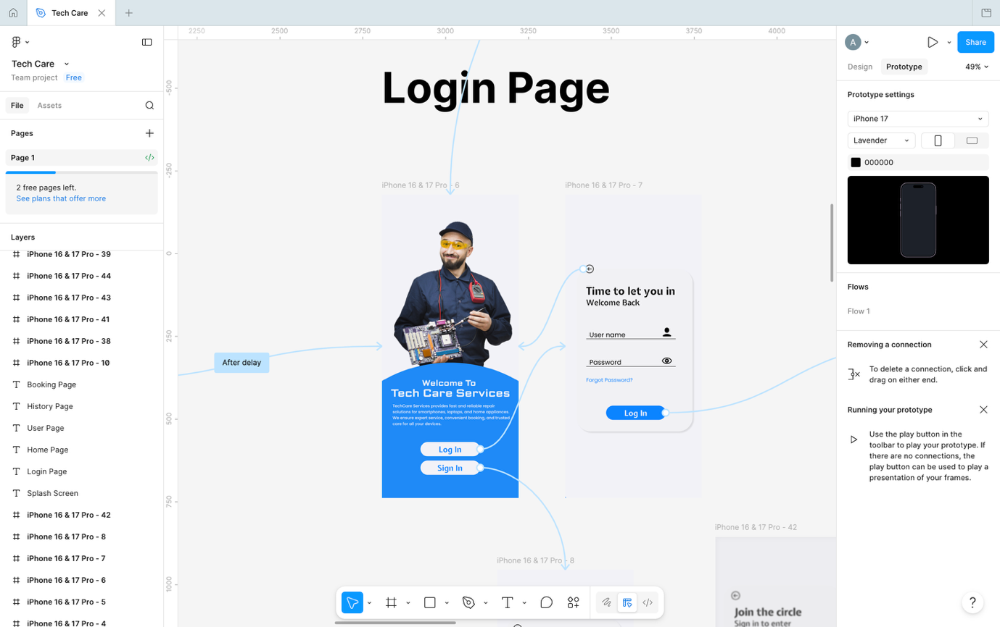 Tech Care
2250
2500
2750
3000
3250
3500
3750
4000
A
Share
Tech Care
Team project
Free
Design
Prototype
49%
File
Assets
Pages
Page 1
2 free pages left.
See plans that offer more
Layers
iPhone 16 & 17 Pro - 39
iPhone 16 & 17 Pro - 44
iPhone 16 & 17 Pro - 43
iPhone 16 & 17 Pro - 41
iPhone 16 & 17 Pro - 38
iPhone 16 & 17 Pro - 10
Booking Page
History Page
User Page
Home Page
Login Page
Splash Screen
iPhone 16 & 17 Pro - 42
iPhone 16 & 17 Pro - 8
iPhone 16 & 17 Pro - 7
iPhone 16 & 17 Pro - 6
iPhone 16 & 17 Pro - 5
iPhone 16 & 17 Pro - 4
-500
-250
0
250
500
750
1000
Login Page
iPhone 16 & 17 Pro - 6
After delay
Welcome To
Tech Care Services
TechCare Services provides fast and reliable repair
solutions for smartphones, laptops, and home appliances.
We ensure expert service, convenient booking, and trusted
care for all your devices.
Log In
Sign In
iPhone 16 & 17 Pro - 7
Time to let you in
Welcome Back
User name
Password
Forgot Password?
Log In
iPhone 16 & 17 Pro - 8
iPhone 16 & 17 Pro - 42
Join the circle
Sign in to enter
Prototype settings
iPhone 17
Lavender
000000
Flows
Flow 1
Removing a connection
To delete a connection, click and
drag on either end.
Running your prototype
Use the play button in the
toolbar to play your prototype. If
there are no connections, the
play button can be used to play a
presentation of your frames.
?